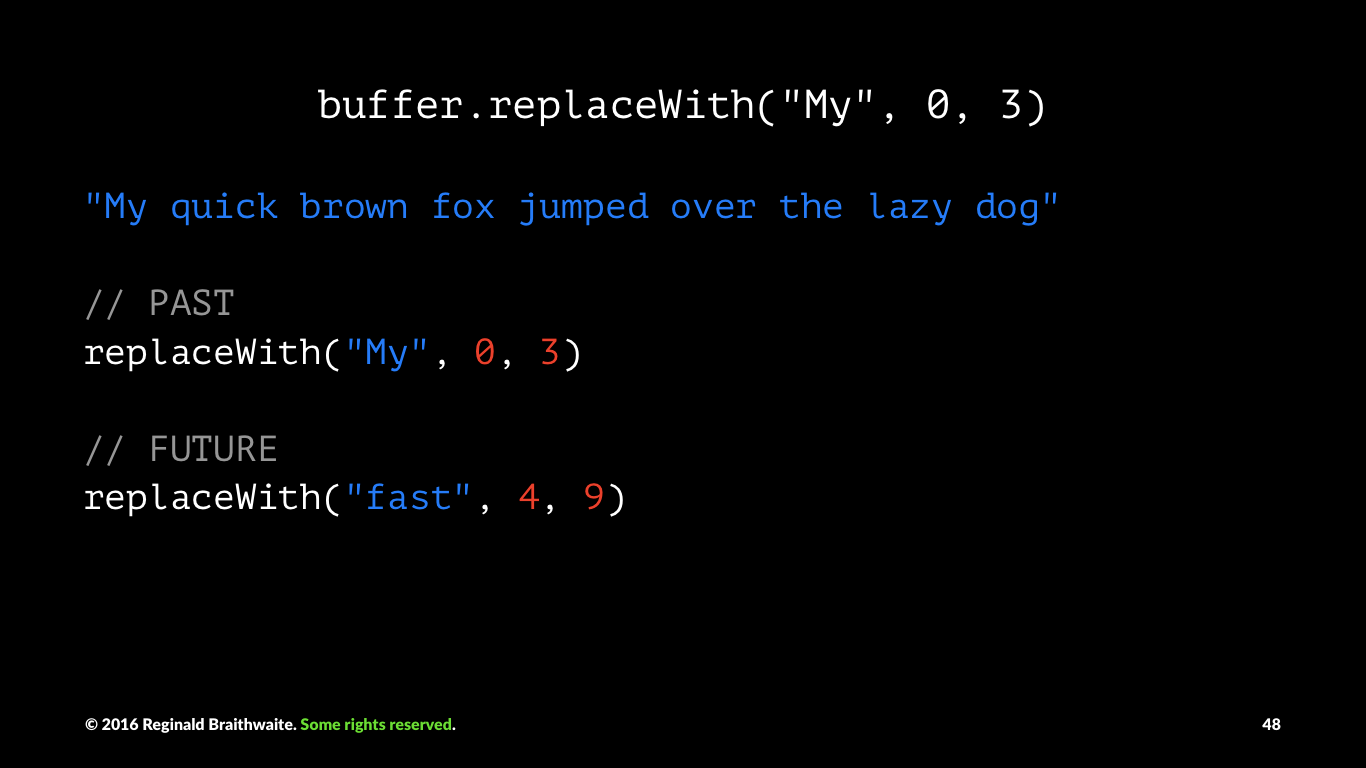 buffer.replaceWith("My", 0, 3)
"My quick brown fox jumped over the lazy dog"
// PAST
replaceWith("My", 0, 3)
// FUTURE
replaceWith("fast", 4, 9)
© 2016 Reginald Braithwaite. Some rights reserved.
48